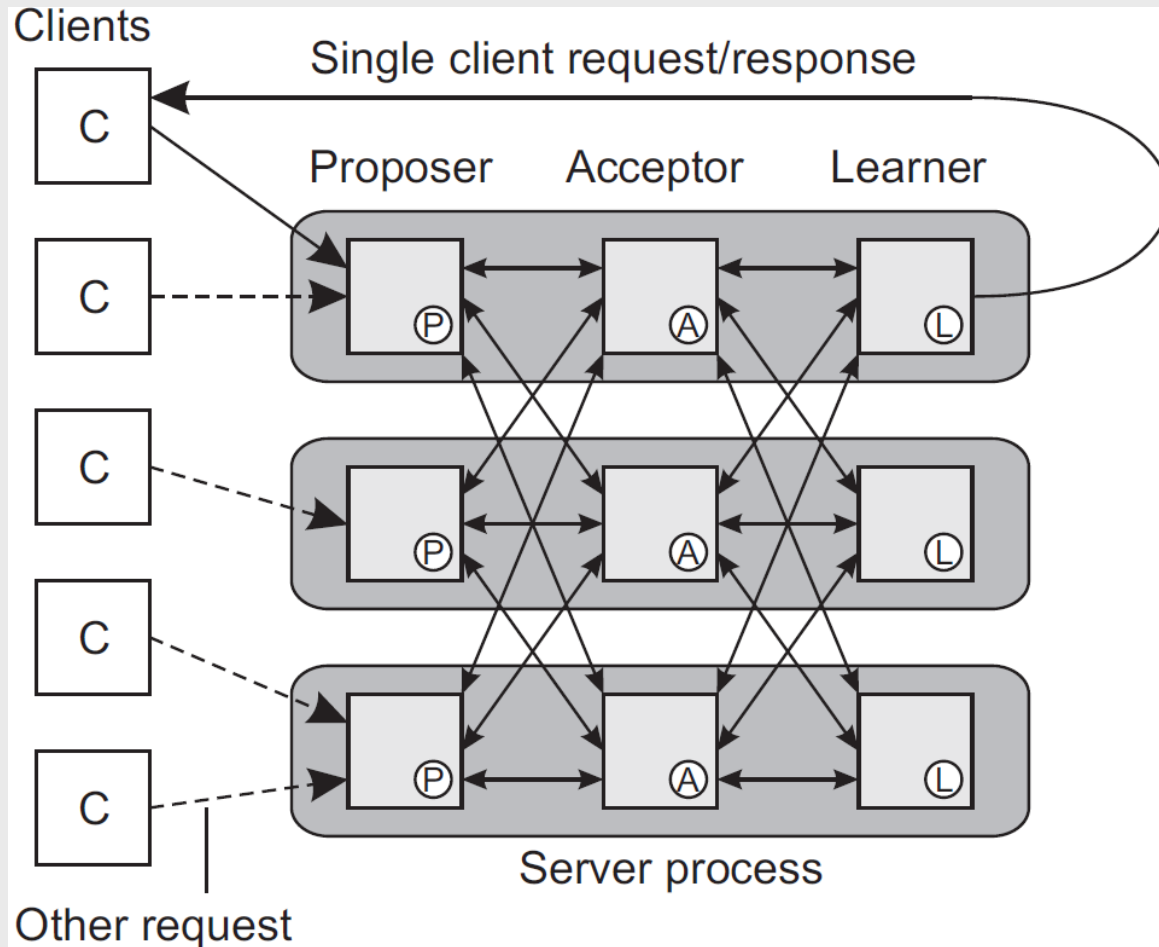 Clients
Single client request/response
C
Proposer Acceptor Learner
C
P A L
C
P A L
C
P A L
C
Server process
Other request